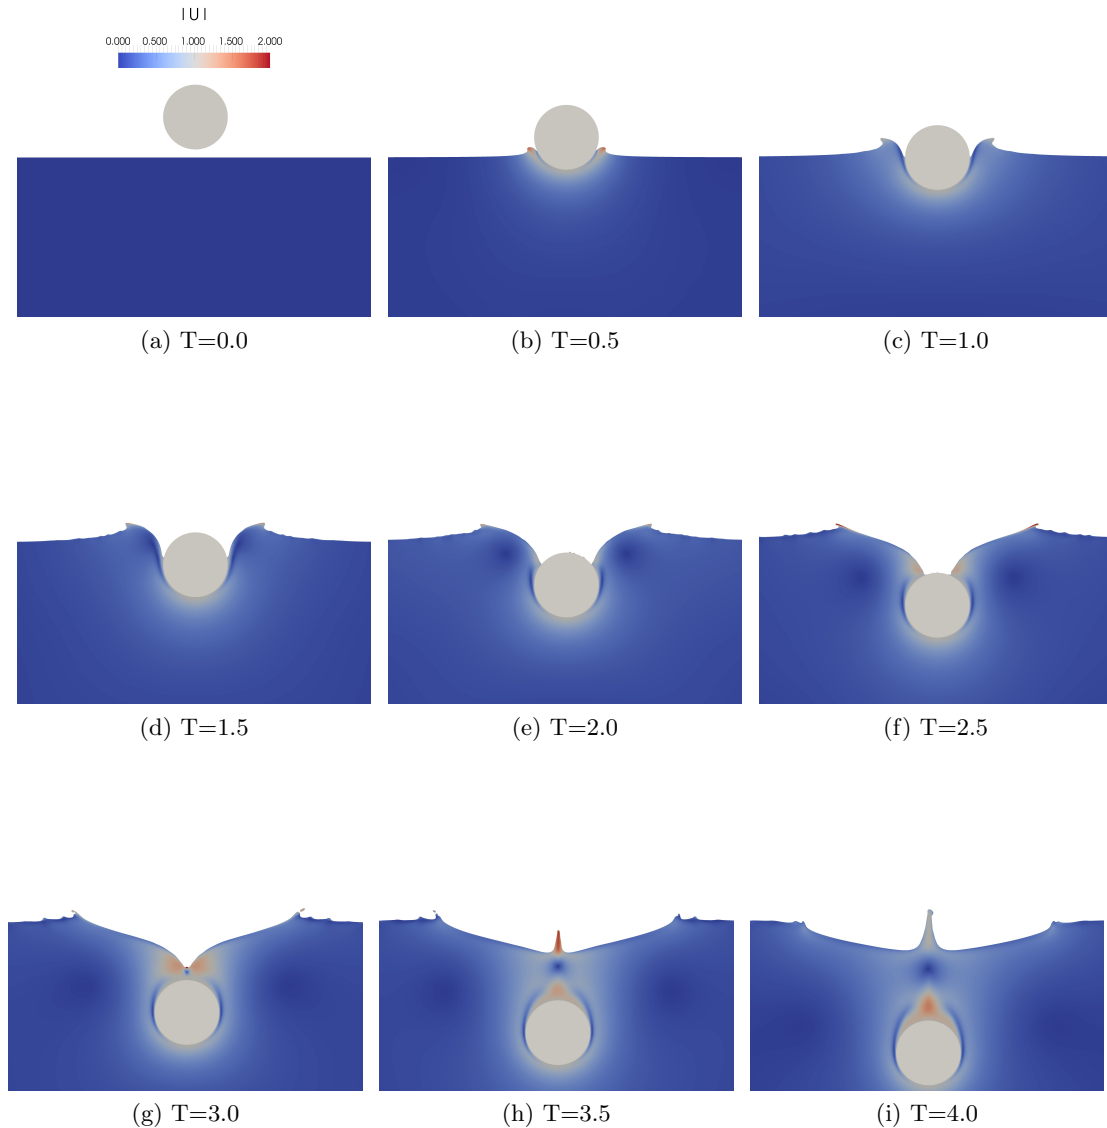 | U |
0.000 0.500 1.000 1.500 2.000
(a) T=0.0
(b) T=0.5
(c) T=1.0
(d) T=1.5
(e) T=2.0
(f) T=2.5
(g) T=3.0
(h) T=3.5
(i) T=4.0